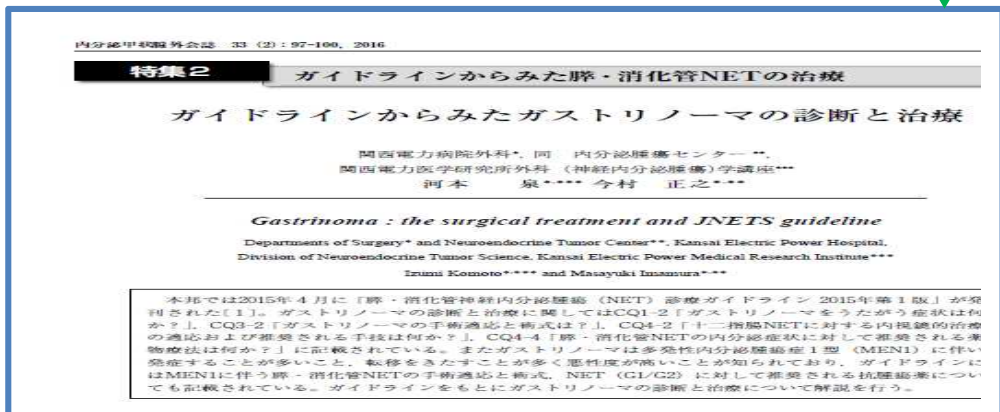 内分泌甲状腺外会誌 33 (2) : 97-100, 2016
特集2
ガイドラインからみた膵・消化管NETの治療
ガイドラインからみたガストリノーマの診断と治療
関西電力病院外科*, 同 内分泌腫瘍センター**,
関西電力医学研究所外科 (神経内分泌腫瘍) 学講座***
河本 泉*,**,*** 今村 正之*,**
Gastrinoma : the surgical treatment and JNETS guideline
Departments of Surgery* and Neuroendocrine Tumor Center**, Kansai Electric Power Hospital,
Division of Neuroendocrine Tumor Science, Kansai Electric Power Medical Research Institute***
Izumi Komoto*,**,*** and Masayuki Imamura*,**
本邦では2015年4月に「膵・消化管神経内分泌腫瘍 (NET) 診療ガイドライン 2015年第1版」が発
刊された[1]。ガストリノーマの診断と治療に関してはCQ1-2「ガストリノーマをうたがう症状は何
か?」, CQ3-2「ガストリノーマの手術適応と術式は?」, CQ4-2「十二指腸NETに対する内視鏡的治療
の適応および推奨される手技は何か?」, CQ4-4「NETの内分泌症状に対して推奨される薬
物療法は何か?」に記載されている。またガストリノーマは多発性内分泌腫瘍症1型 (MEN1) に伴い
発症することが多いこと, 転移をきたすことが多く悪性度が高いことが知られており, ガイドラインに
はMEN1に伴う膵・消化管NETの手術適応と術式, NET (G1/G2) に対して推奨される抗腫瘍薬につい
ても記載されている。ガイドラインをもとにガストリノーマの診断と治療について解説を行う。